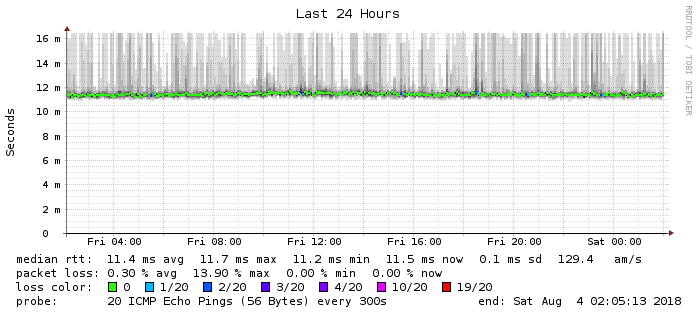 Last 24 Hours
RRDTOOL / TOBI OETIKER
Seconds
16 m
14 m
12 m
10 m
8 m
6 m
4 m
2 m
0
Fri 04:00 Fri 08:00 Fri 12:00 Fri 16:00 Fri 20:00 Sat 00:00
median rtt: 11.4 ms avg 11.7 ms max 11.2 ms min 11.5 ms now 0.1 ms sd 129.4 am/s
packet loss: 0.30 % avg 13.90 % max 0.00 % min 0.00 % now
loss color: 0 1/20 2/20 3/20 4/20 10/20 19/20
probe: 20 ICMP Echo Pings (56 Bytes) every 300s end: Sat Aug 4 02:05:13 2018